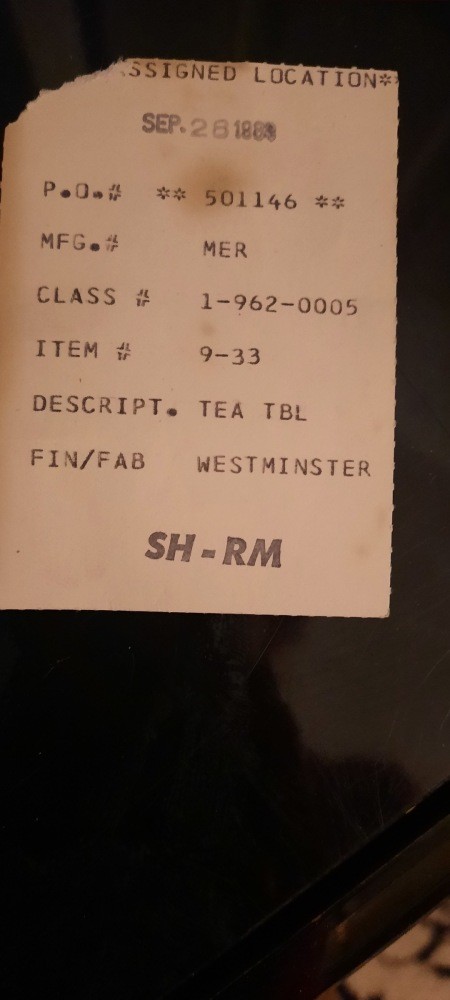 SSIGNED LOCATION**
SEP. 28
P.O.# ** 501146 **
MFG.# MER
CLASS # 1-962-0005
ITEM # 9-33
DESCRIPT. TEA TBL
FIN/FAB WESTMINSTER
SH-RM